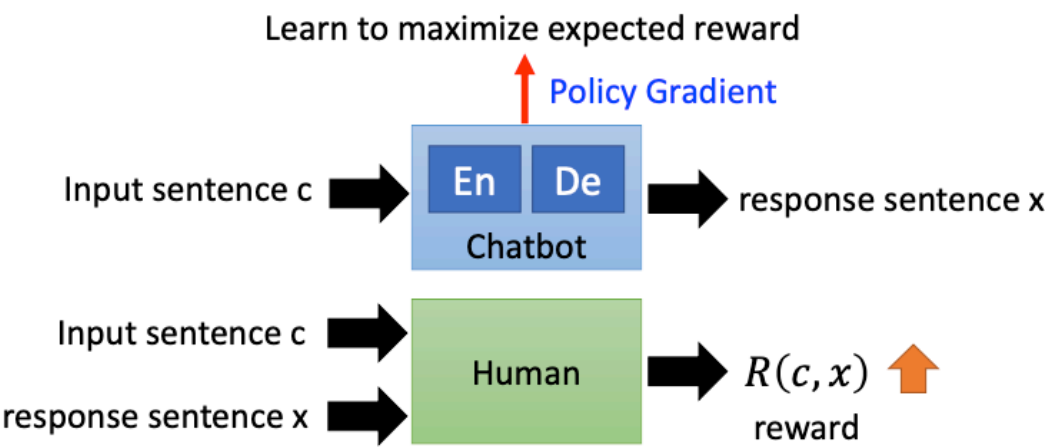 Learn to maximize expected reward
Policy Gradient
Input sentence c
En De
Chatbot
response sentence x
Input sentence c
response sentence x
Human
R(c, x)
reward